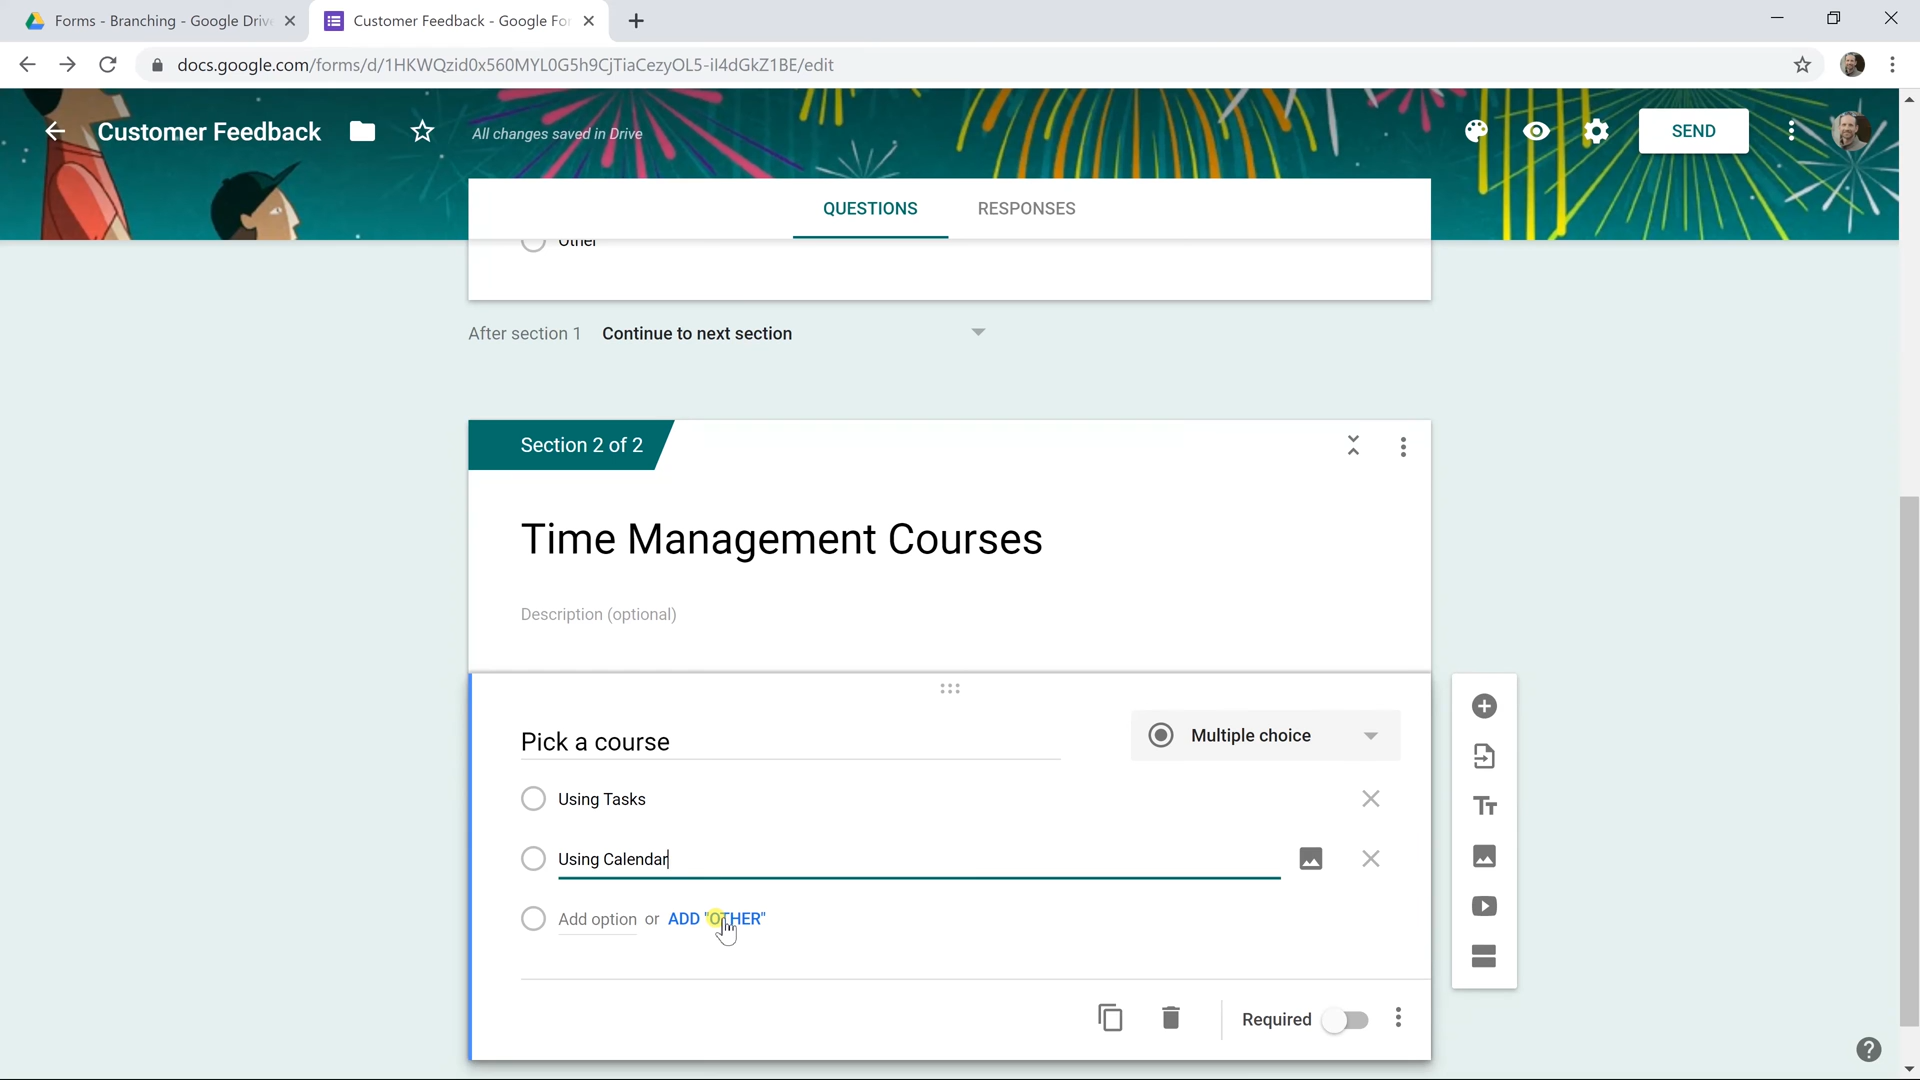 Forms - Branching - Google Driv
Customer Feedback - Google For
docs.google.com/forms/d/1HKWQzid0x560MYL0G5h9CjTiaCezyOL5-il4dGkZ1BE/edit
Customer Feedback
All changes saved in Drive
SEND
QUESTIONS
RESPONSES
Other
After section 1 Continue to next section
Section 2 of 2
Time Management Courses
Description (optional)
Pick a course
Multiple choice
Using Tasks
Using Calendar
Add option or ADD "OTHER"
Required